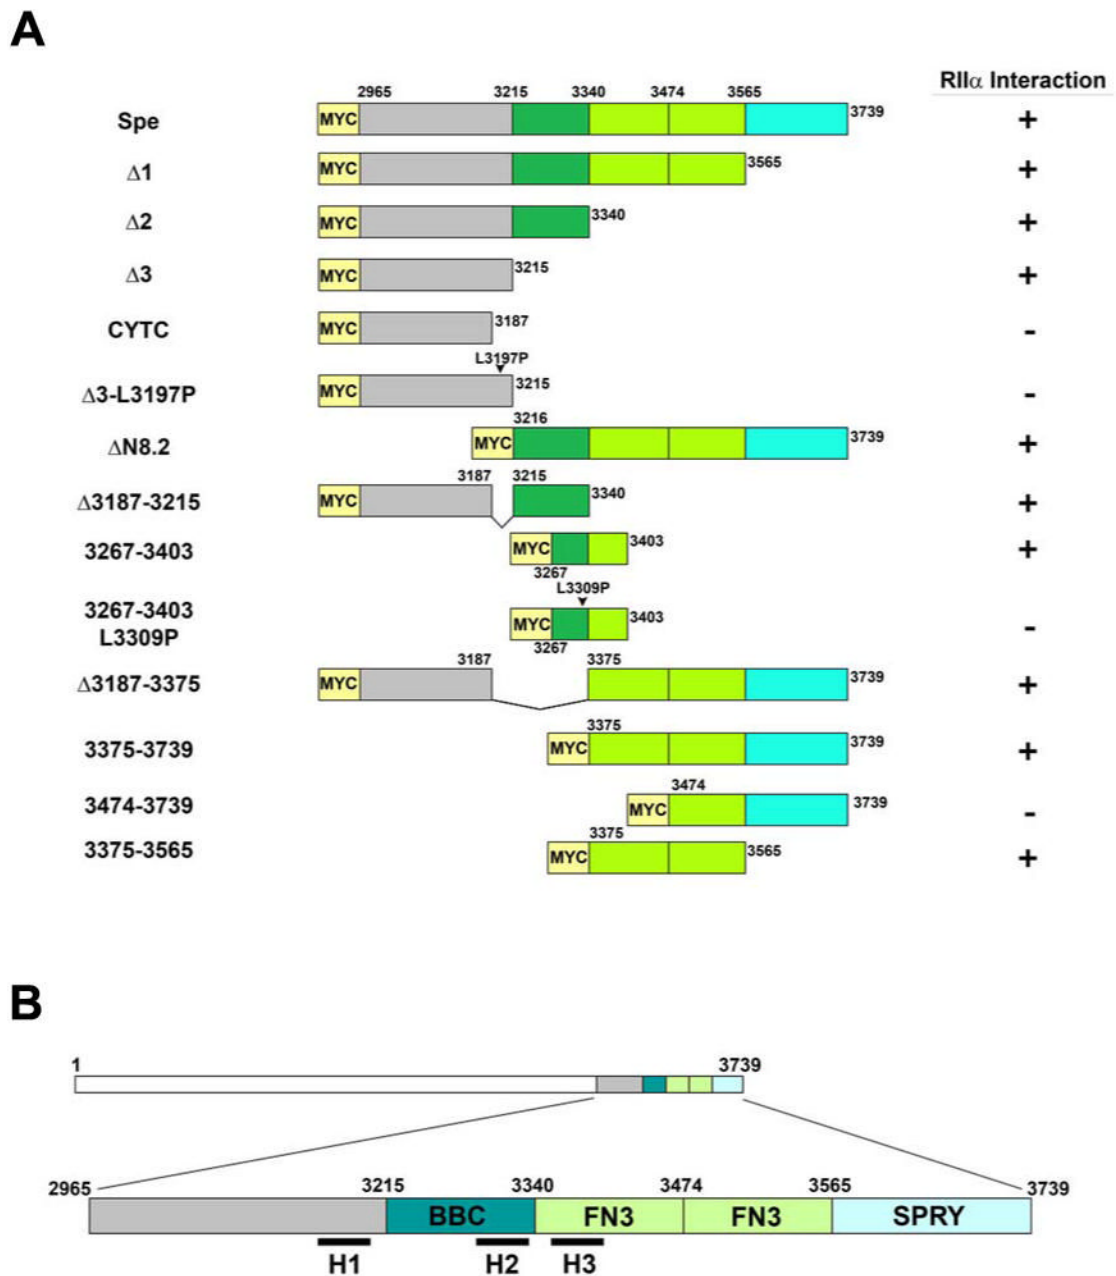 A
RIIα Interaction
2965 3215 3340 3474 3565
Spe MYC 3739 +
Δ1 MYC 3565 +
Δ2 MYC 3340 +
Δ3 MYC 3215 +
CYTC MYC 3187 -
L3197P
Δ3-L3197P MYC 3215 -
3216
ΔN8.2 MYC 3739 +
3187 3215
Δ3187-3215 MYC 3340 +
3267-3403 MYC 3403 +
3267
L3309P
3267-3403
L3309P MYC 3403 -
3267
3187 3375
Δ3187-3375 MYC 3739 +
3375
3375-3739 MYC 3739 +
3474
3474-3739 MYC 3739 -
3375
3375-3565 MYC 3565 +
B
1 3739
2965 3215 3340 3474 3565 3739
BBC FN3 FN3 SPRY
H1 H2 H3